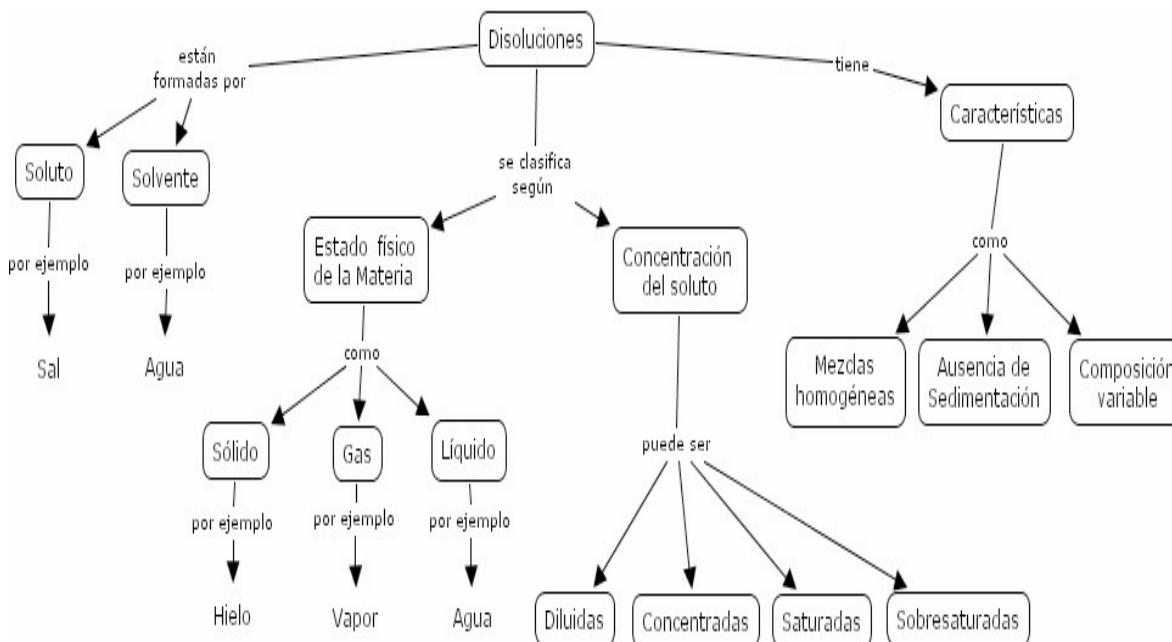 Disoluciones
están
formadas por
tiene
Características
Soluto
Solvente
se clasifica
según
por ejemplo
por ejemplo
Estado físico
de la Materia
Concentración
del soluto
como
Sal
Agua
como
Mezclas
homogéneas
Ausencia de
Sedimentación
Composición
variable
Sólido
Gas
Líquido
puede ser
por ejemplo
por ejemplo
por ejemplo
Hielo
Vapor
Agua
Diluidas
Concentradas
Saturadas
Sobresaturadas